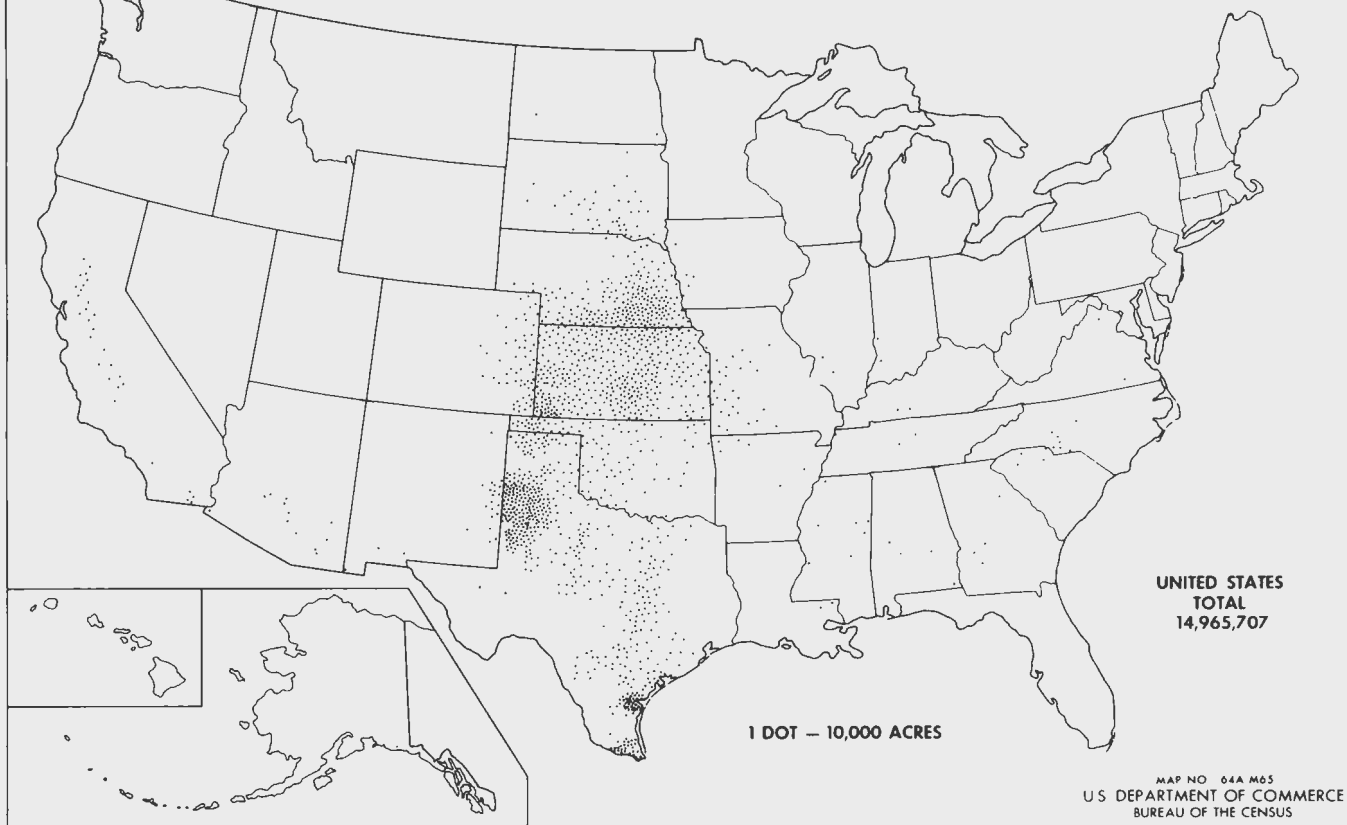 UNITED STATES
TOTAL
14,965,707
1 DOT — 10,000 ACRES
MAP NO 64A M65
U S DEPARTMENT OF COMMERCE
BUREAU OF THE CENSUS